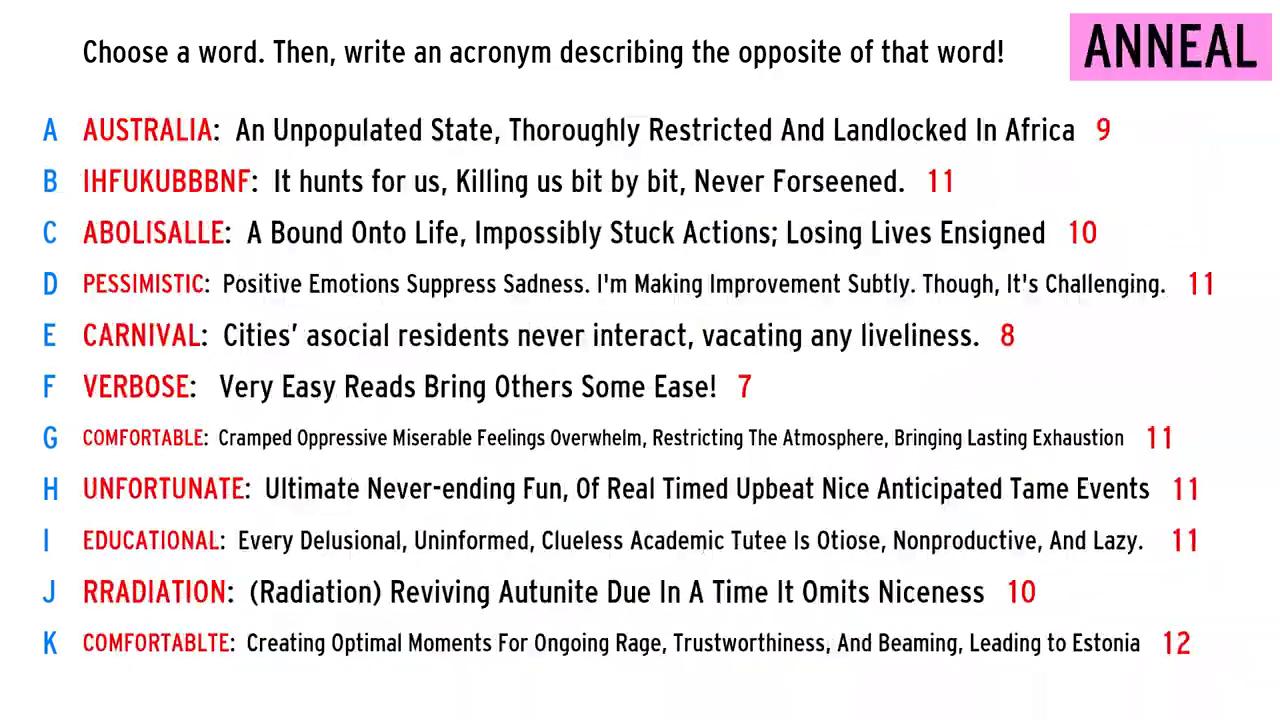 Choose a word. Then, write an acronym describing the opposite of that word!
ANNEAL
A AUSTRALIA: An Unpopulated State, Thoroughly Restricted And Landlocked In Africa 9
B IHFUKUBBBNF: It hunts for us, Killing us bit by bit, Never Forseened. 11
C ABOLISALLE: A Bound Onto Life, Impossibly Stuck Actions; Losing Lives Ensigned 10
D PESSIMISTIC: Positive Emotions Suppress Sadness. I'm Making Improvement Subtly. Though, It's Challenging. 11
E CARNIVAL: Cities’ asocial residents never interact, vacating any liveliness. 8
F VERBOSE: Very Easy Reads Bring Others Some Ease! 7
G COMFORTABLE: Cramped Oppressive Miserable Feelings Overwhelm, Restricting The Atmosphere, Bringing Lasting Exhaustion 11
H UNFORTUNATE: Ultimate Never-ending Fun, Of Real Timed Upbeat Nice Anticipated Tame Events 11
I EDUCATIONAL: Every Delusional, Uninformed, Clueless Academic Tutee Is Otiose, Nonproductive, And Lazy. 11
J RRADIATION: (Radiation) Reviving Autunite Due In A Time It Omits Niceness 10
K COMFORTABLTE: Creating Optimal Moments For Ongoing Rage, Trustworthiness, And Beaming, Leading to Estonia 12